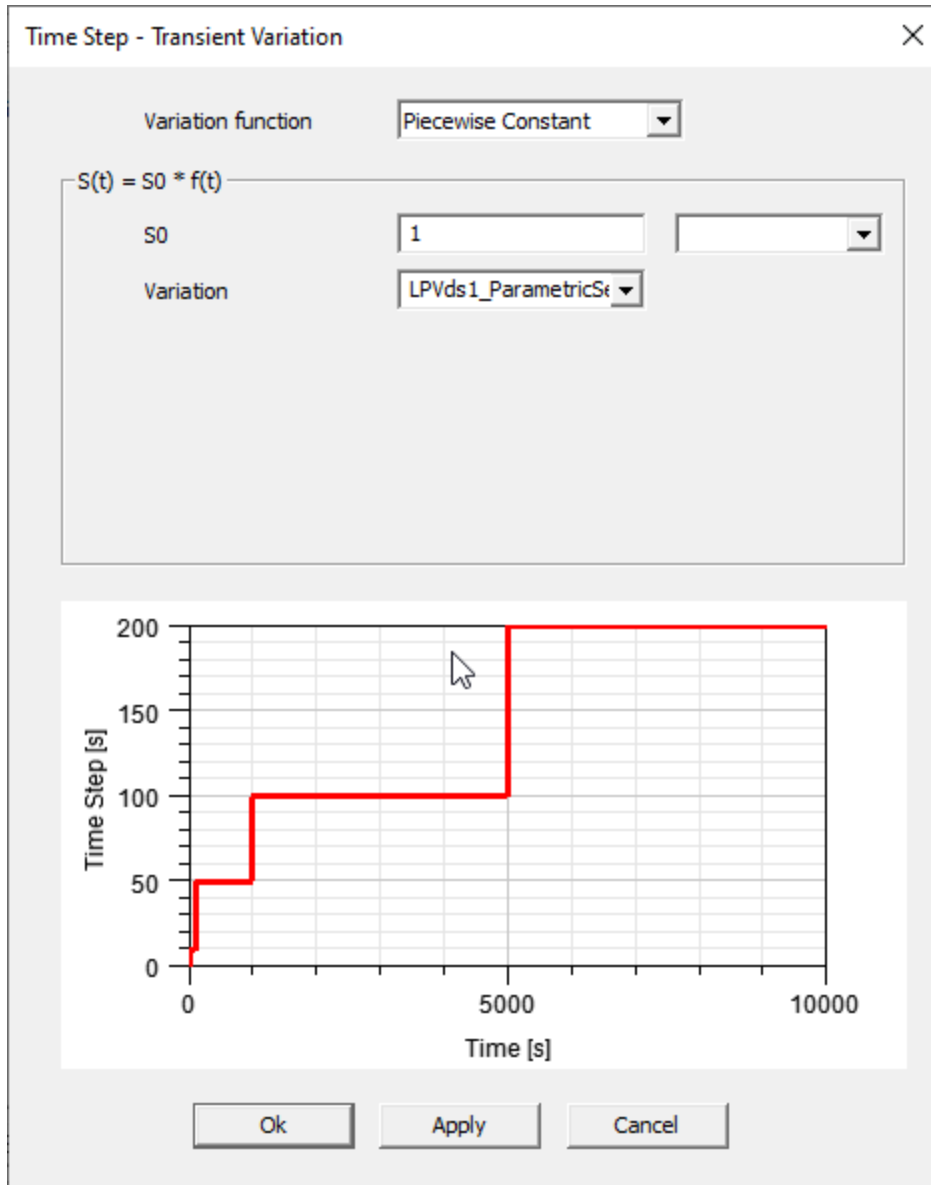 Time Step - Transient Variation
Variation function Piecewise Constant
S(t) = S0 * f(t)
S0 1
Variation LPVds1_ParametricSe
200
150
100
50
0
Time Step [s]
0 5000 10000
Time [s]
Ok Apply Cancel